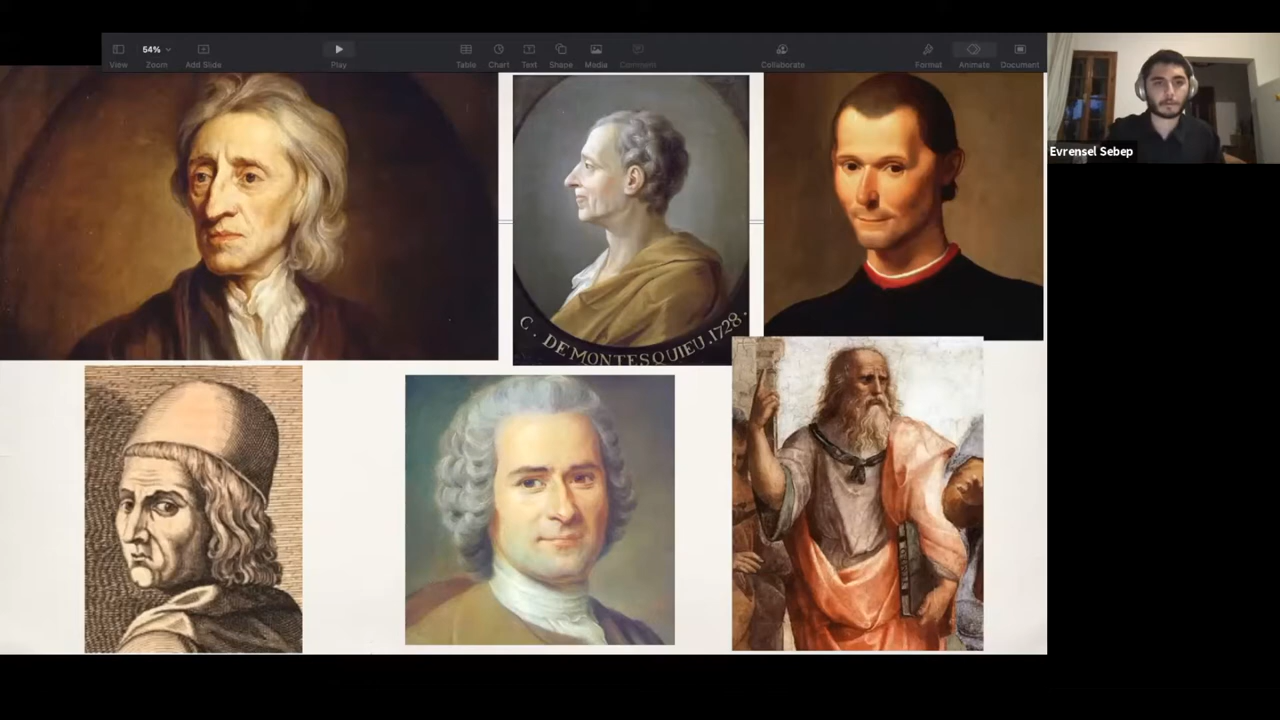 54%
View
Zoom
Add Slide
Play
Table
Chart
Text
Shape
Media
Comment
Collaborate
Format
Animate
Document
Evrensel Sebep
C. DE MONTESQUIEU.1728.